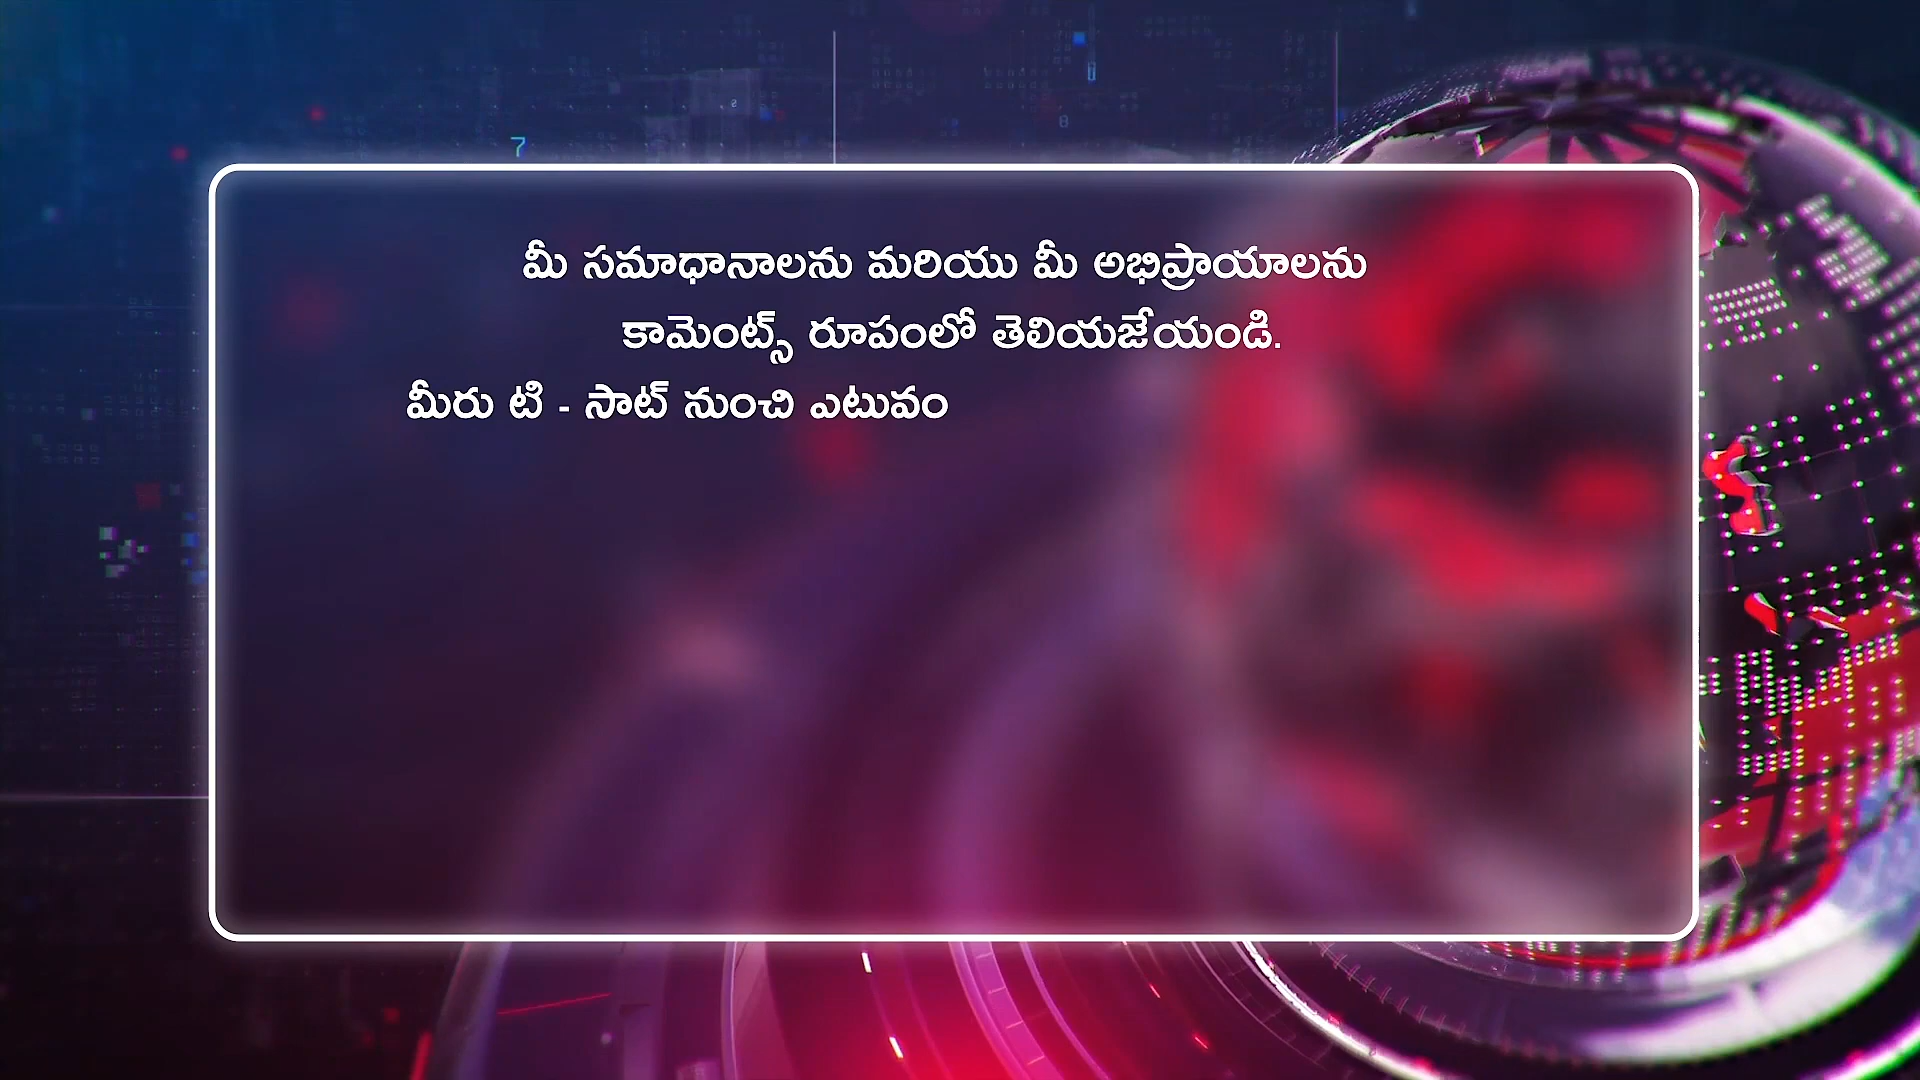 మీ సమాధానాలను మరియు మీ అభిప్రాయాలను
కామెంట్స్ రూపంలో తెలియజేయండి.
మీరు టి - సాట్ నుంచి ఎటువం